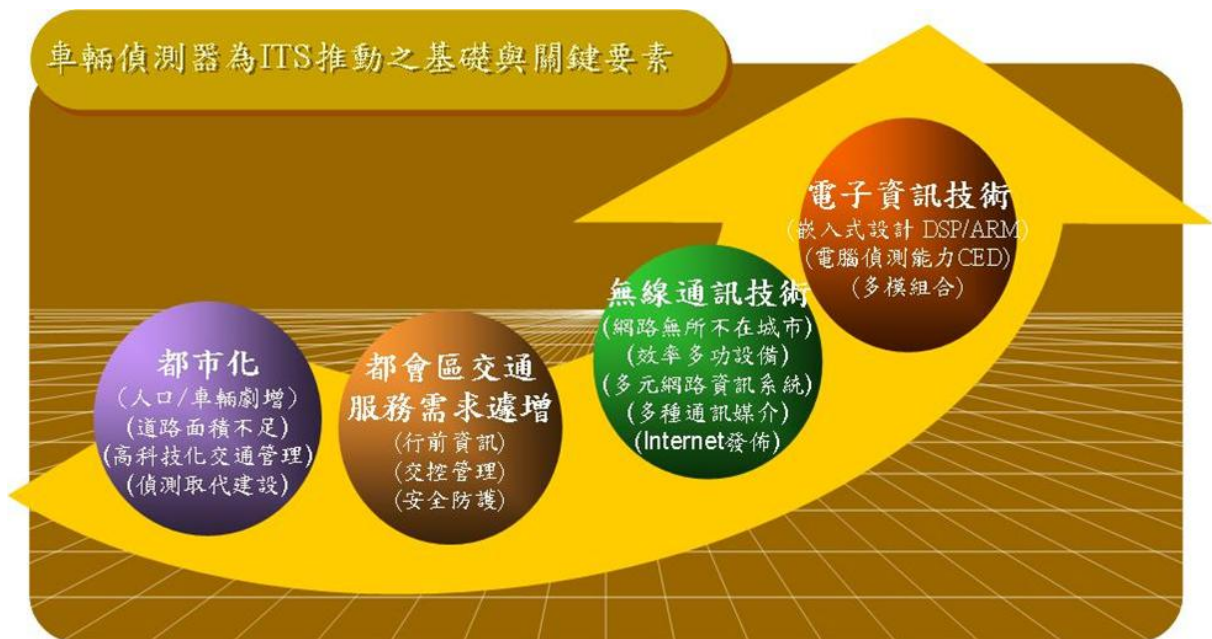 車輛偵測器為ITS推動之基礎與關鍵要素
都市化
(人口/車輛劇增)
(道路面積不足)
(高科技化交通管理)
(偵測取代建設)
都會區交通
服務需求遽增
(行前資訊)
(交控管理)
(安全防護)
無線通訊技術
(網路無所不在城市)
(效率多功設備)
(多元網路資訊系統)
(多種通訊媒介)
(Internet發佈)
電子資訊技術
(嵌入式設計 DSP/ARM)
(電腦偵測能力CED)
(多模組合)